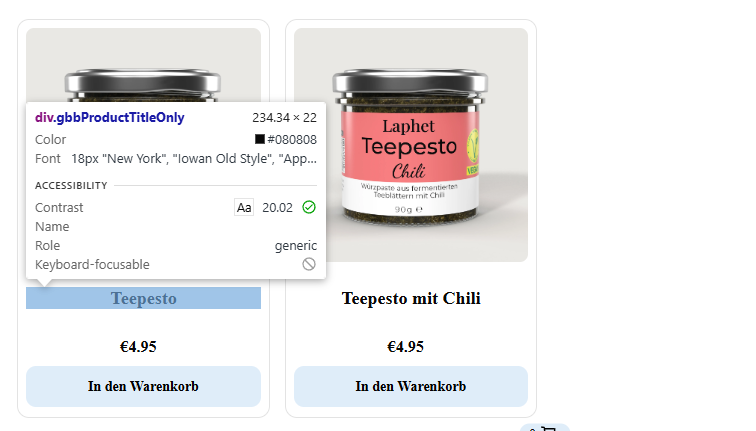 div.gbbProductTitleOnly 234.34 × 22
Color #080808
Font 18px "New York", "Iowan Old Style", "App...
ACCESSIBILITY
Contrast Aa 20.02
Name
Role generic
Keyboard-focusable
Teepesto
€4.95
In den Warenkorb
Laphet
Teepesto
Chili
Würzpaste aus fermentierten
Teeblättern mit Chili
90g ℮
VEGAN
Teepesto mit Chili
€4.95
In den Warenkorb